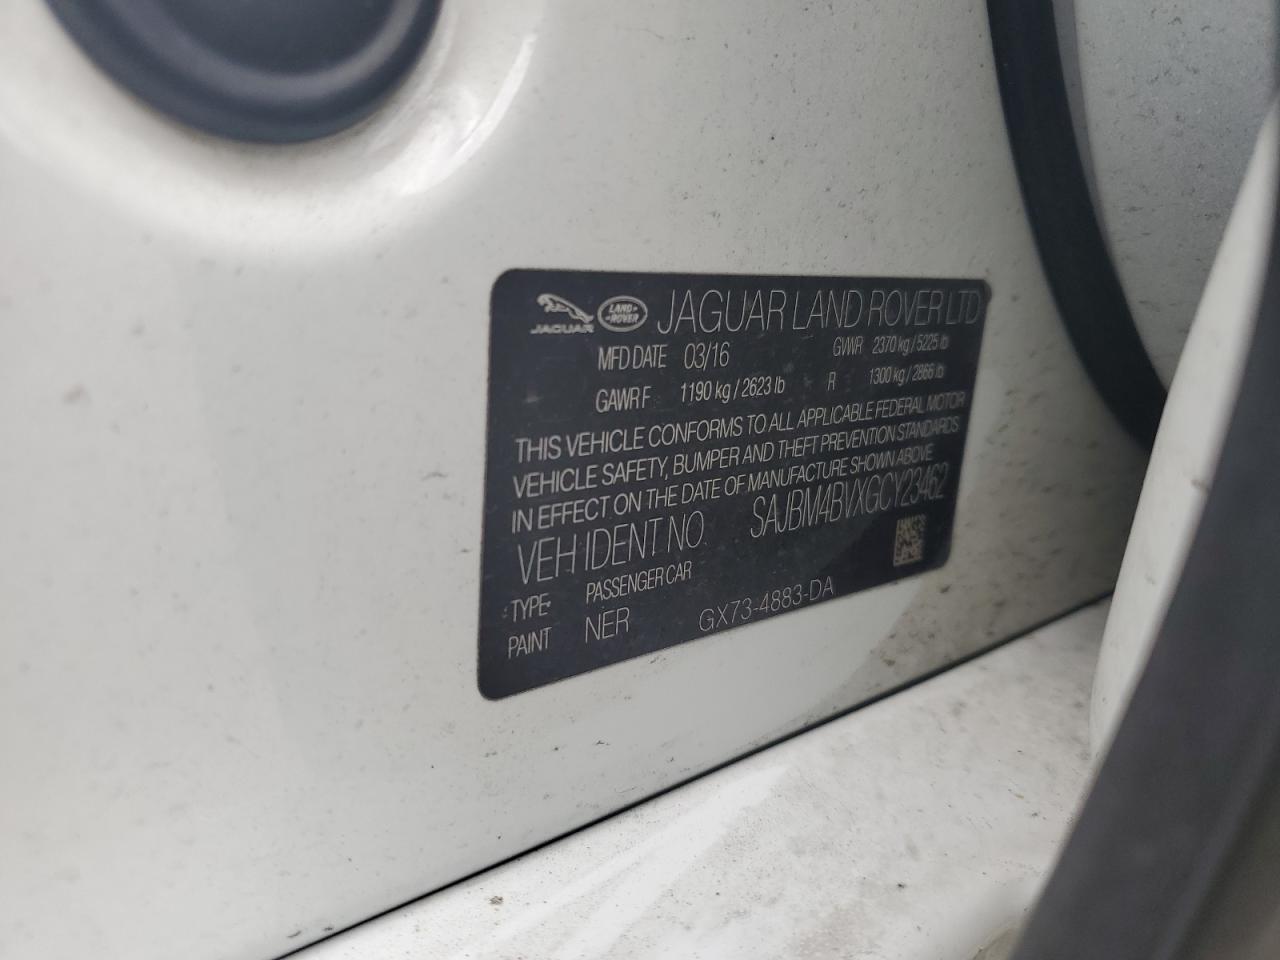 JAGUAR LAND ROVER JAGUAR LAND ROVER LTD
MFD DATE 03/16 GVWR 2370 kg / 5225 lb
GAWR F 1190 kg / 2623 lb R 1300 kg / 2866 lb
THIS VEHICLE CONFORMS TO ALL APPLICABLE FEDERAL MOTOR
VEHICLE SAFETY, BUMPER AND THEFT PREVENTION STANDARDS
IN EFFECT ON THE DATE OF MANUFACTURE SHOWN ABOVE
VEH IDENT NO. SAJBM4BVXGCY23462
TYPE: PASSENGER CAR
PAINT NER GX73-4883-DA